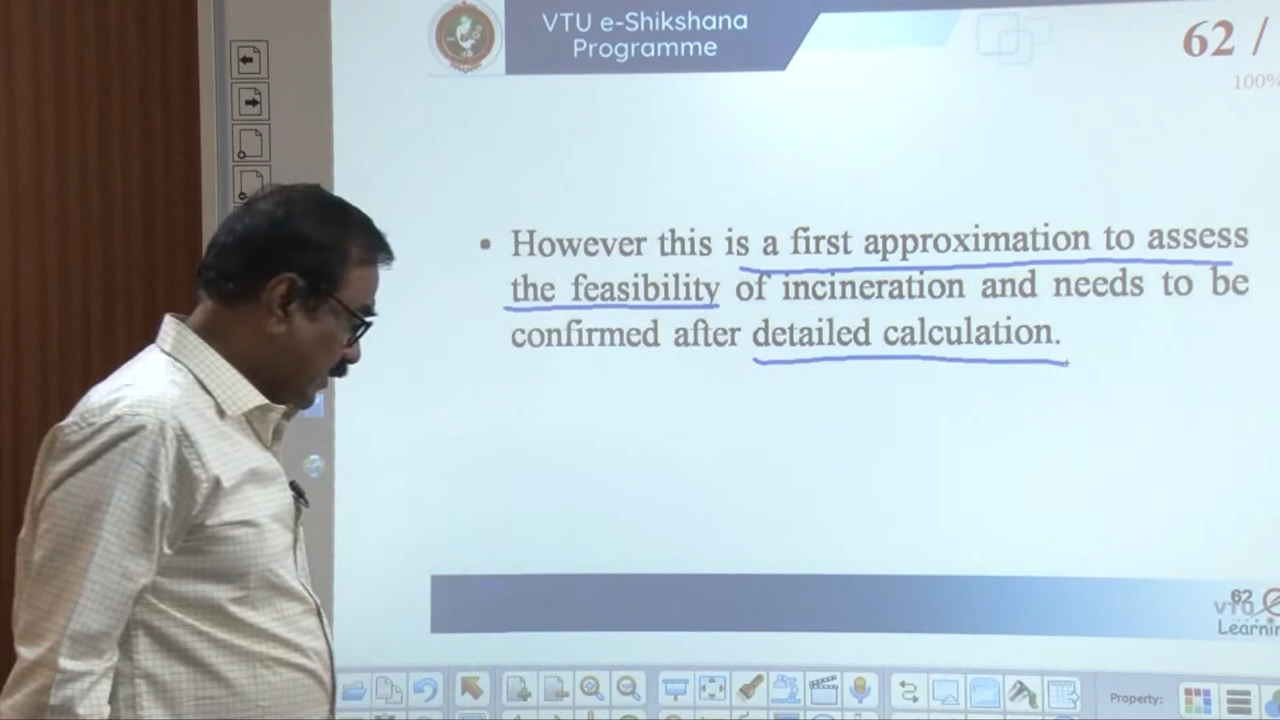 VTU e-Shikshana
Programme
62 /
100%
• However this is a first approximation to assess
the feasibility of incineration and needs to be
confirmed after detailed calculation.
62
VTU
Learnin
Property: